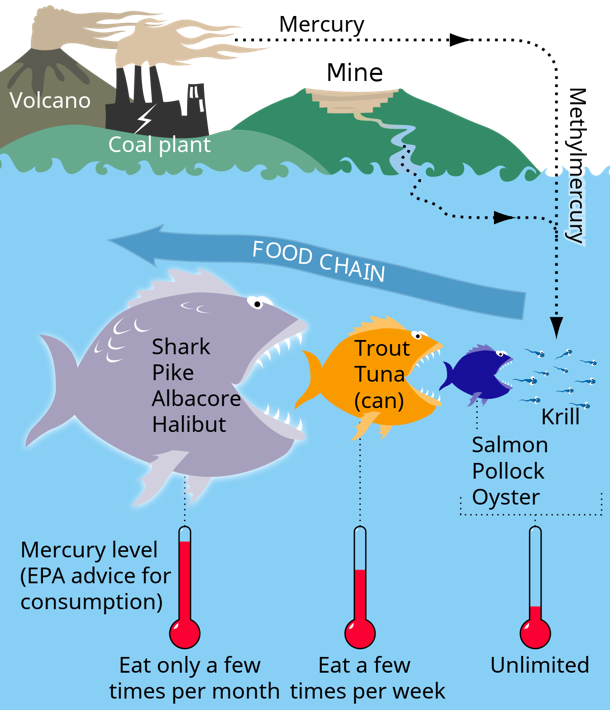 Mercury
Mine
Volcano
Coal plant
Methylmercury
FOOD CHAIN
Shark
Pike
Albacore
Halibut
Trout
Tuna
(can)
Krill
Salmon
Pollock
Oyster
Mercury level
(EPA advice for
consumption)
Eat only a few
times per month
Eat a few
times per week
Unlimited